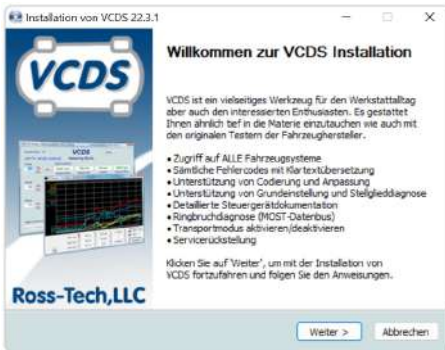 Installation von VCDS 22.3.1
VCDS
Ross-Tech,LLC
Willkommen zur VCDS Installation
VCDS ist ein vielseitiges Werkzeug für den Werkstattalltag
aber auch den interessierten Enthusiasten. Es gestattet
Ihnen ähnlich tief in die Materie einzutauchen wie auch mit
den originalen Testern der Fahrzeughersteller.
• Zugriff auf ALLE Fahrzeugsysteme
• Sämtliche Fehlercodes mit Klartextübersetzung
• Unterstützung von Codierung und Anpassung
• Unterstützung von Grundeinstellung und Stellglieddiagnose
• Detaillierte Steuergerätdokumentation
• Ringbruchdiagnose (MOST-Datenbus)
• Transportmodus aktivieren/deaktivieren
• Servicerückstellung
Klicken Sie auf 'Weiter', um mit der Installation von
VCDS fortzufahren und folgen Sie den Anweisungen.
Weiter >
Abbrechen